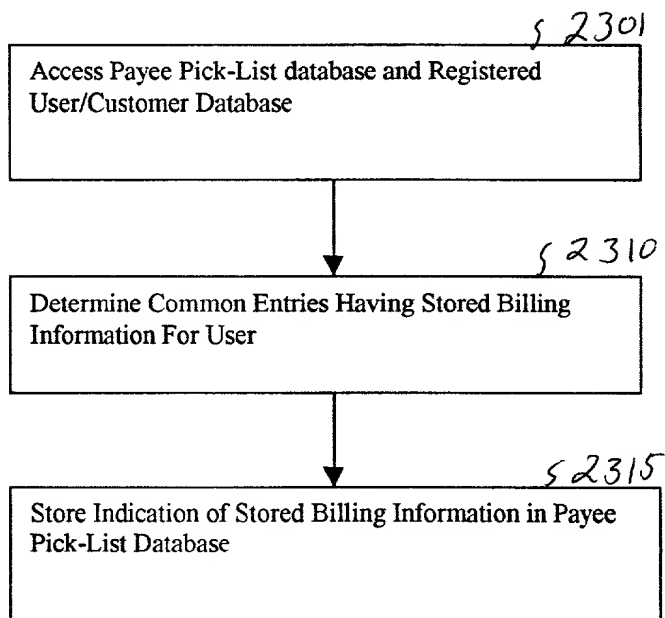 2301
Access Payee Pick-List database and Registered
User/Customer Database
2310
Determine Common Entries Having Stored Billing
Information For User
2315
Store Indication of Stored Billing Information in Payee
Pick-List Database